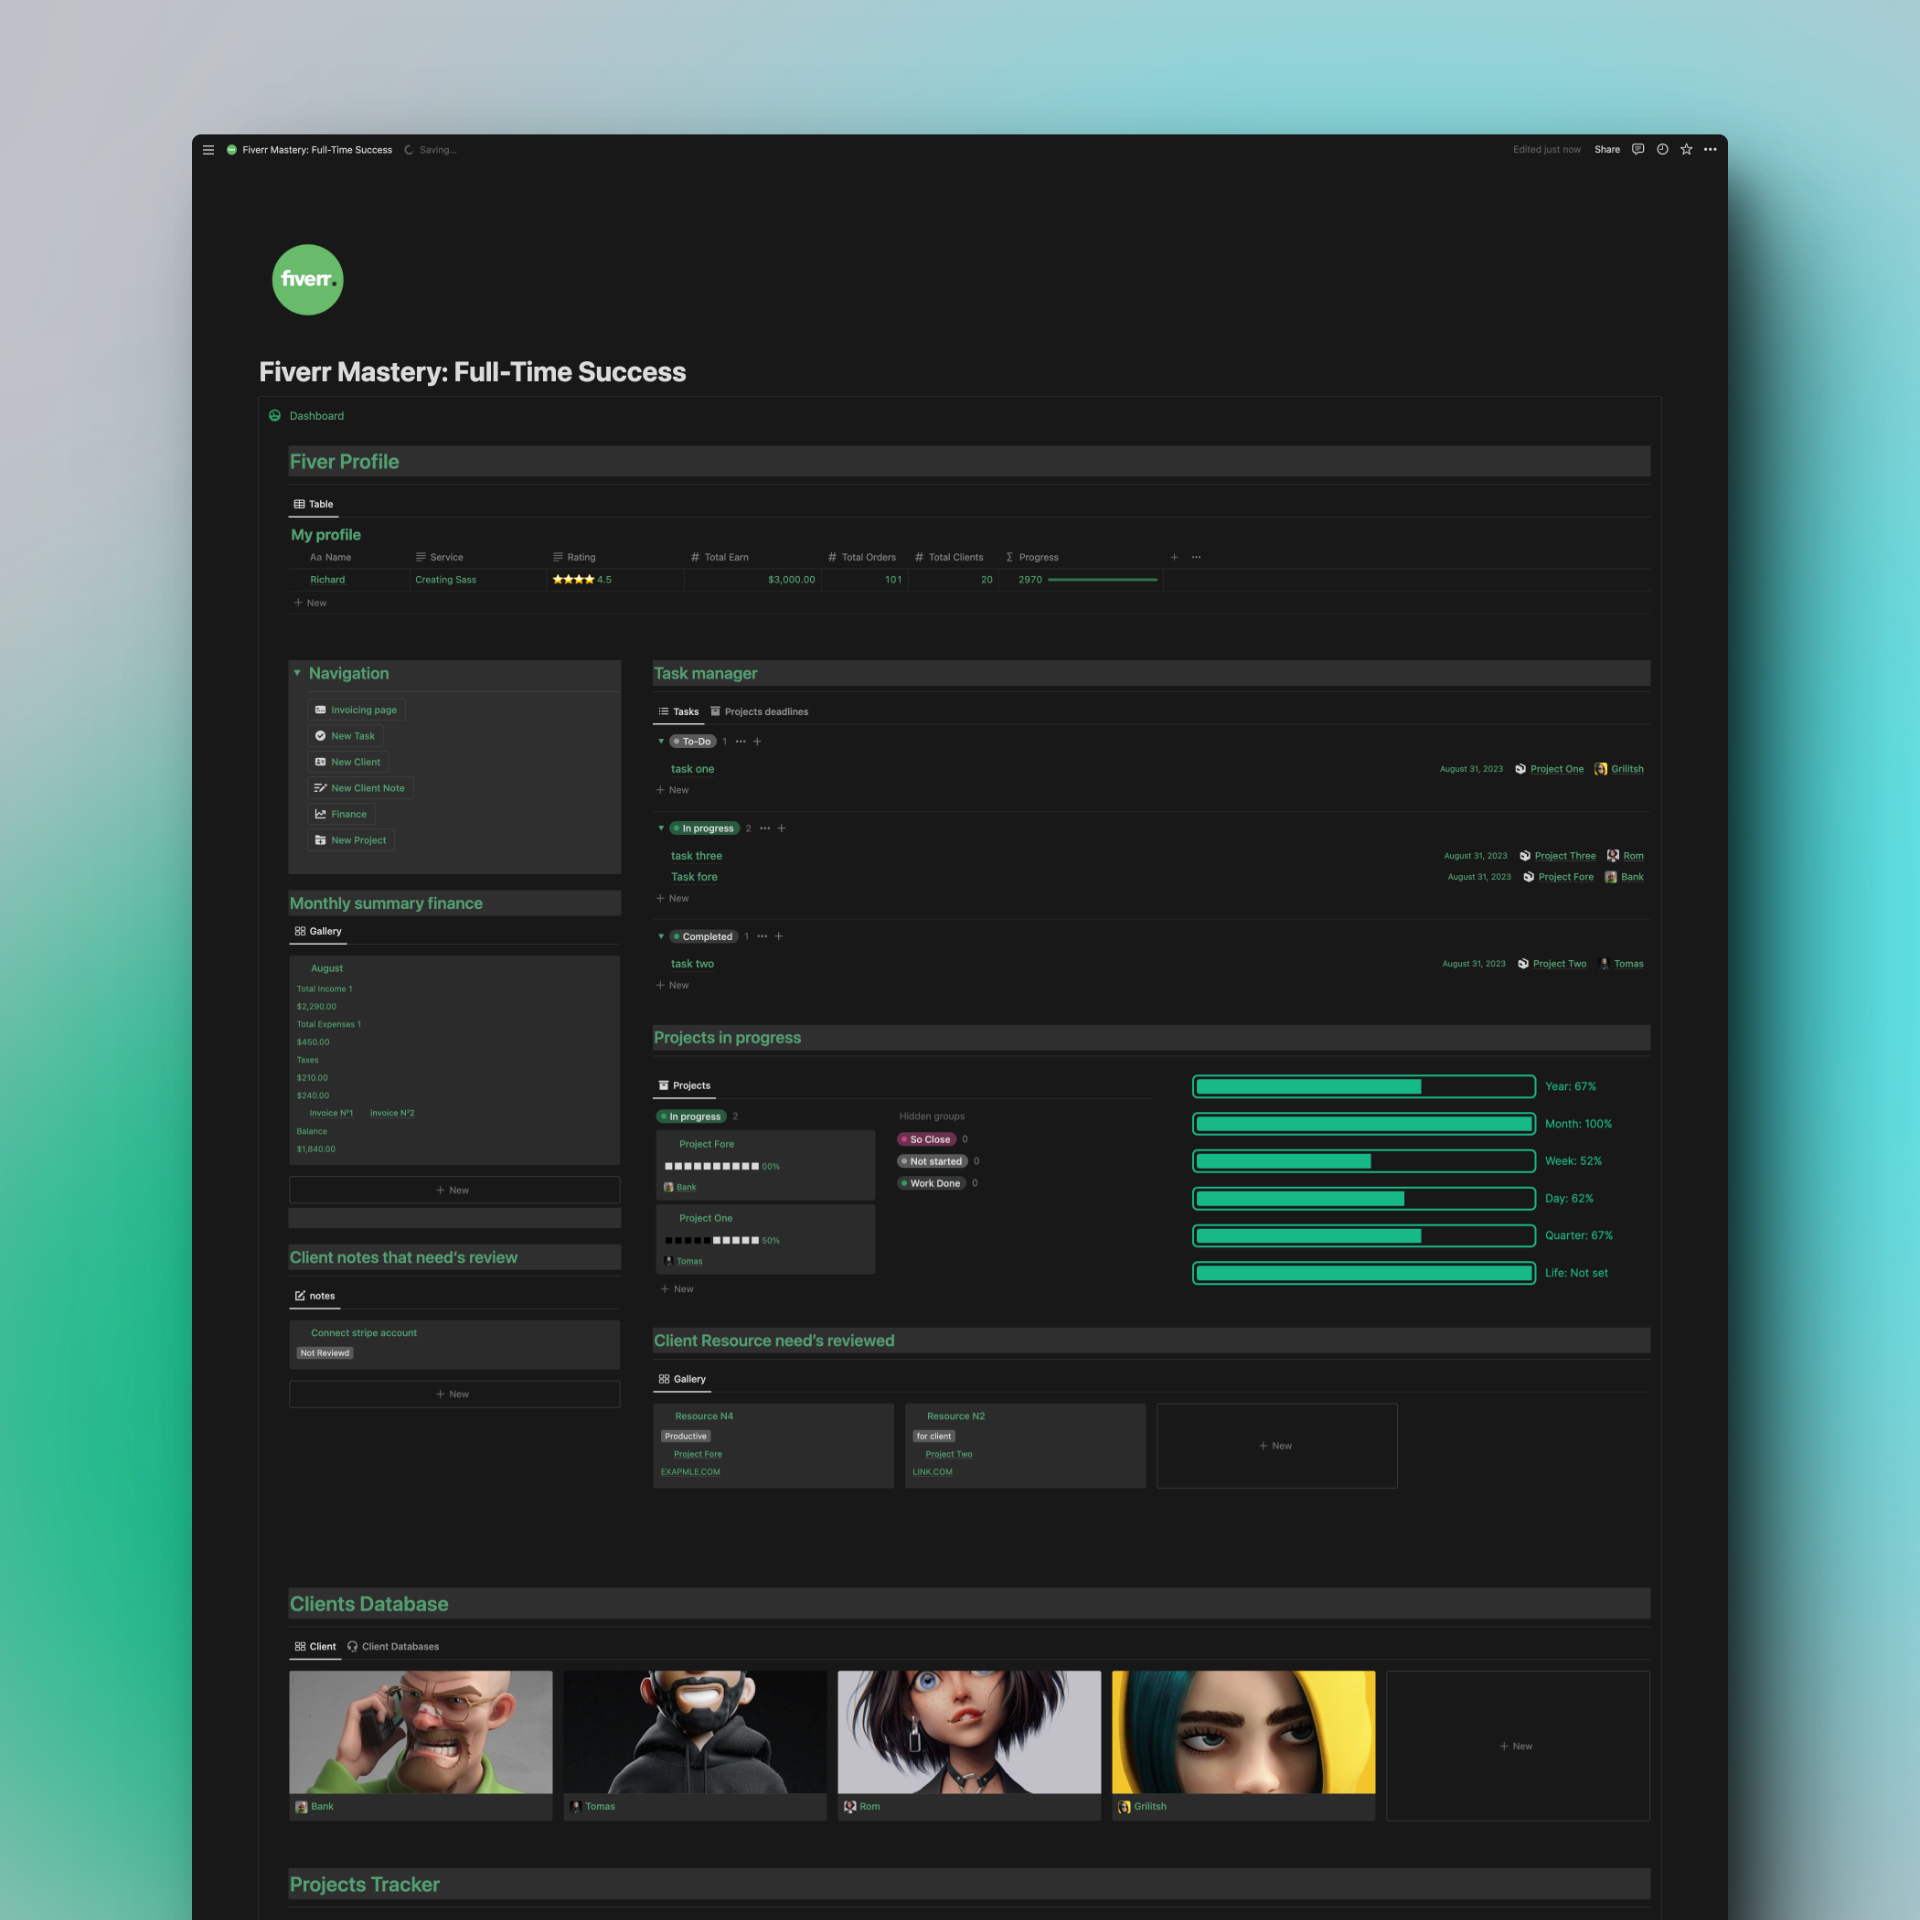 Fiverr Mastery: Full-Time Success Saving... Edited just now Share
fiverr.
Fiverr Mastery: Full-Time Success
Dashboard
Fiver Profile
Table
My profile
Aa Name Service Rating # Total Earn # Total Orders # Total Clients Σ Progress + •••
Richard Creating Sass ⭐⭐⭐⭐ 4.5 $3,000.00 101 20 2970
+ New
Navigation
Invoicing page
New Task
New Client
New Client Note
Finance
New Project
Monthly summary finance
Gallery
August
Total Income 1
$2,290.00
Total Expenses 1
$450.00
Taxes
$210.00
$240.00
Invoice Nº1 invoice Nº2
Balance
$1,840.00
+ New
Client notes that need's review
notes
Connect stripe account
Not Reviewd
+ New
Task manager
Tasks Projects deadlines
To-Do 1 ••• +
task one August 31, 2023 Project One Grilitsh
+ New
In progress 2 ••• +
task three August 31, 2023 Project Three Rom
Task fore August 31, 2023 Project Fore Bank
+ New
Completed 1 ••• +
task two August 31, 2023 Project Two Tomas
+ New
Projects in progress
Projects
In progress 2
Project Fore
00%
Bank
Project One
50%
Tomas
+ New
Hidden groups
So Close 0
Not started 0
Work Done 0
Year: 67%
Month: 100%
Week: 52%
Day: 62%
Quarter: 67%
Life: Not set
Client Resource need's reviewed
Gallery
Resource N4
Productive
Project Fore
EXAPMLE.COM
Resource N2
for client
Project Two
LINK.COM
+ New
Clients Database
Client Client Databases
Bank
Tomas
Rom
Grilitsh
+ New
Projects Tracker